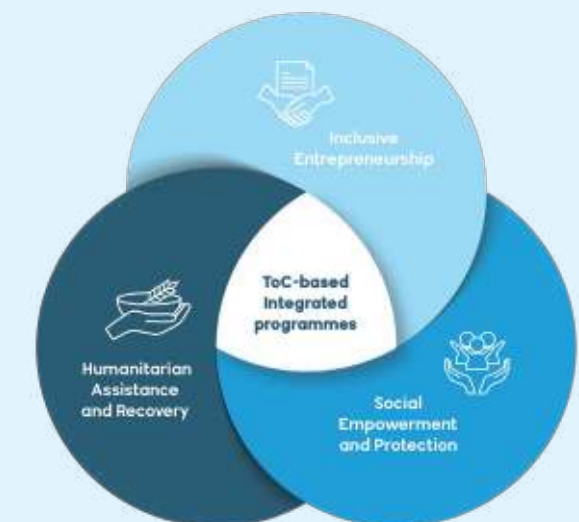 Inclusive
Entrepreneurship
ToC-based
Integrated
programmes
Humanitarian
Assistance
and Recovery
Social
Empowerment
and Protection